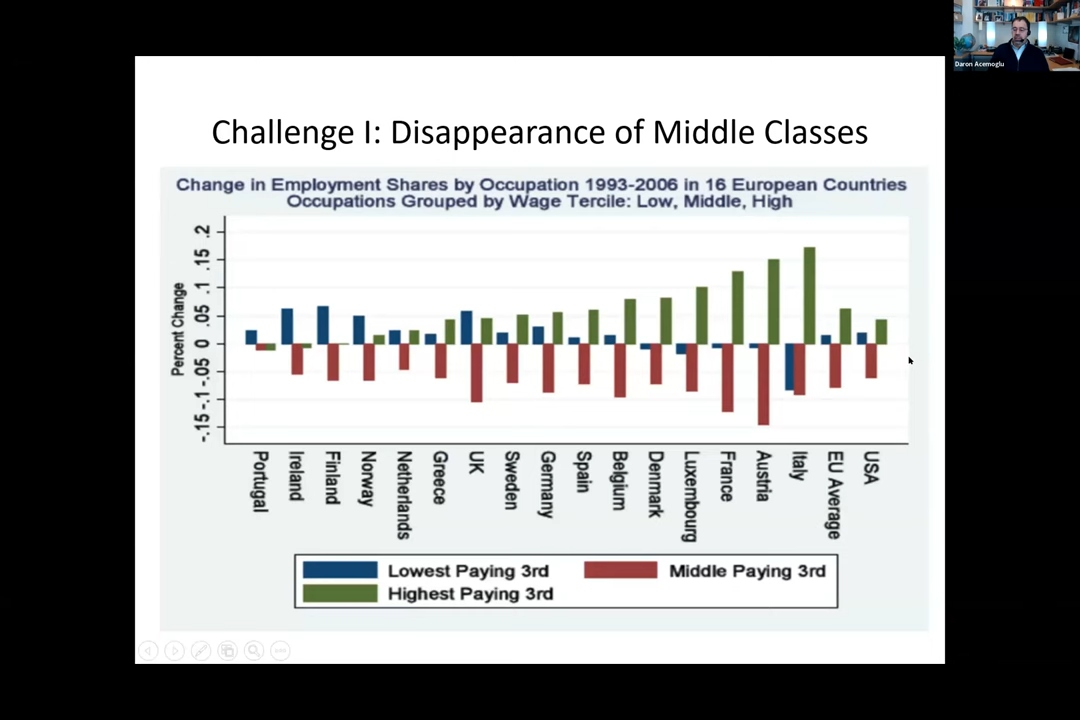 Daron Acemoglu
Challenge I: Disappearance of Middle Classes
Change in Employment Shares by Occupation 1993-2006 in 16 European Countries
Occupations Grouped by Wage Tercile: Low, Middle, High
Percent Change
.2
.15
.1
.05
0
-.05
-.1
-.15
Portugal
Ireland
Finland
Norway
Netherlands
Greece
UK
Sweden
Germany
Spain
Belgium
Denmark
Luxembourg
France
Austria
Italy
EU Average
USA
Lowest Paying 3rd
Middle Paying 3rd
Highest Paying 3rd